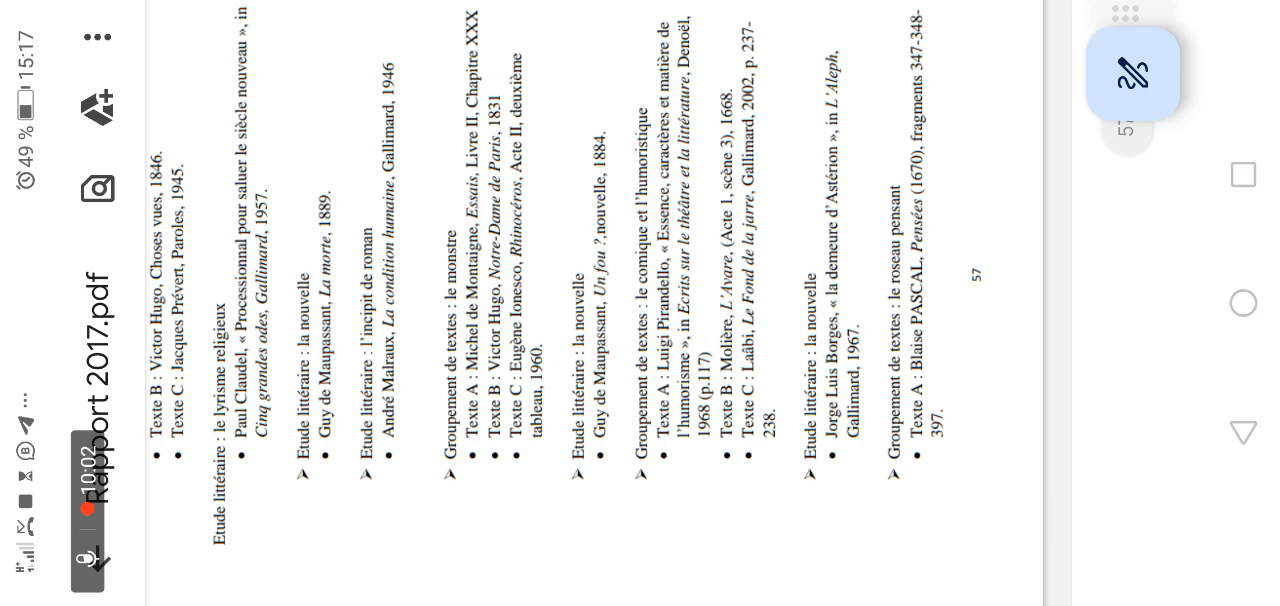 49 % 15:17
10:02
Rapport 2017.pdf
• Texte B : Victor Hugo, Choses vues, 1846.
• Texte C : Jacques Prévert, Paroles, 1945.
Etude littéraire : le lyrisme religieux
• Paul Claudel, « Processionnal pour saluer le siècle nouveau », in
Cinq grandes odes, Gallimard, 1957.
➢ Etude littéraire : la nouvelle
• Guy de Maupassant, La morte, 1889.
➢ Etude littéraire : l'incipit de roman
• André Malraux, La condition humaine, Gallimard, 1946
➢ Groupement de textes : le monstre
• Texte A : Michel de Montaigne, Essais, Livre II, Chapitre XXX
• Texte B : Victor Hugo, Notre-Dame de Paris, 1831
• Texte C : Eugène Ionesco, Rhinocéros, Acte II, deuxième
tableau, 1960.
➢ Etude littéraire : la nouvelle
• Guy de Maupassant, Un fou ?,nouvelle, 1884.
➢ Groupement de textes : le comique et l'humoristique
• Texte A : Luigi Pirandello, « Essence, caractères et matière de
l'humorisme », in Ecrits sur le théâtre et la littérature, Denoël,
1968 (p.117)
• Texte B : Molière, L'Avare, (Acte 1, scène 3), 1668.
• Texte C : Laâbi, Le Fond de la jarre, Gallimard, 2002, p. 237-
238.
➢ Etude littéraire : la nouvelle
• Jorge Luis Borges, « la demeure d'Astérion », in L'Aleph,
Gallimard, 1967.
➢ Groupement de textes : le roseau pensant
• Texte A : Blaise PASCAL, Pensées (1670), fragments 347-348-
397.
57